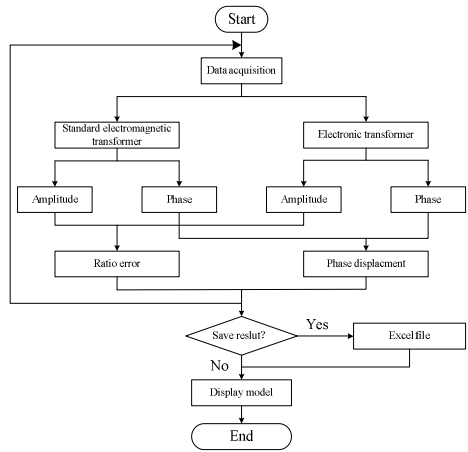 Start
Data acquisition
Standard electromagnetic
transformer
Electronic transformer
Amplitude
Phase
Amplitude
Phase
Ratio error
Phase displacment
Save reslut?
Yes
Excel file
No
Display model
End